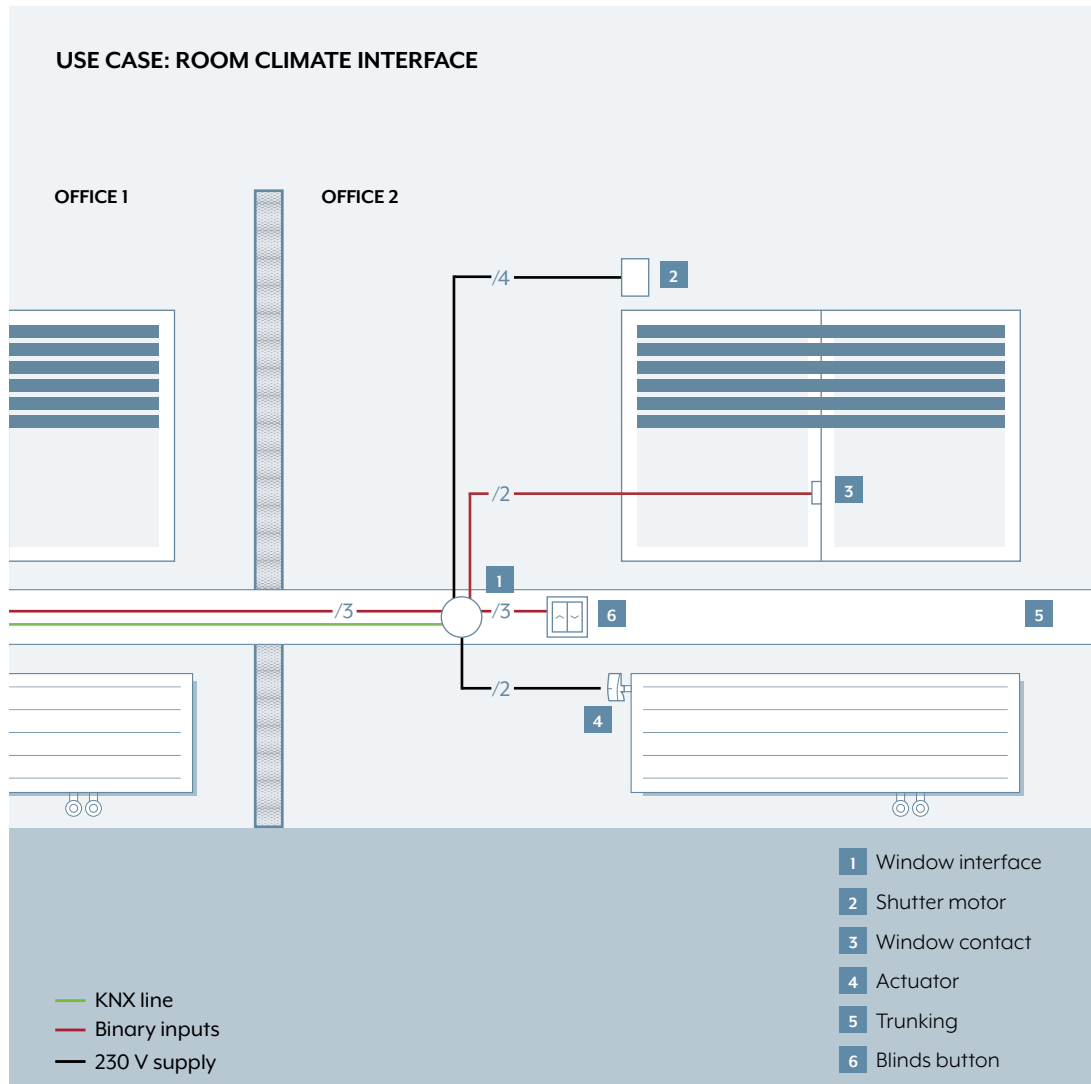 USE CASE: ROOM CLIMATE INTERFACE
OFFICE 1
OFFICE 2
/4
2
/2
3
1
/3
/3
6
5
/2
4
1 Window interface
2 Shutter motor
3 Window contact
4 Actuator
5 Trunking
6 Blinds button
KNX line
Binary inputs
230 V supply